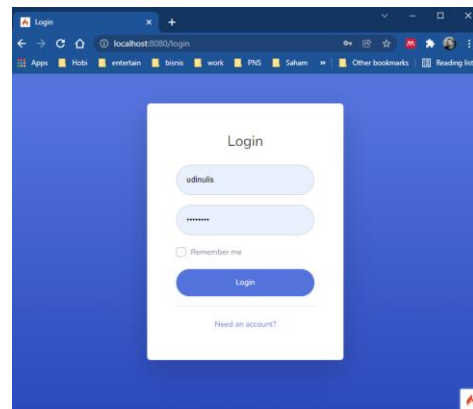 Login
localhost:8080/login
Apps Hobi entertain bisnis work PNS Saham » Other bookmarks Reading list
Login
udinulis
••••••••
Remember me
Login
Need an account?